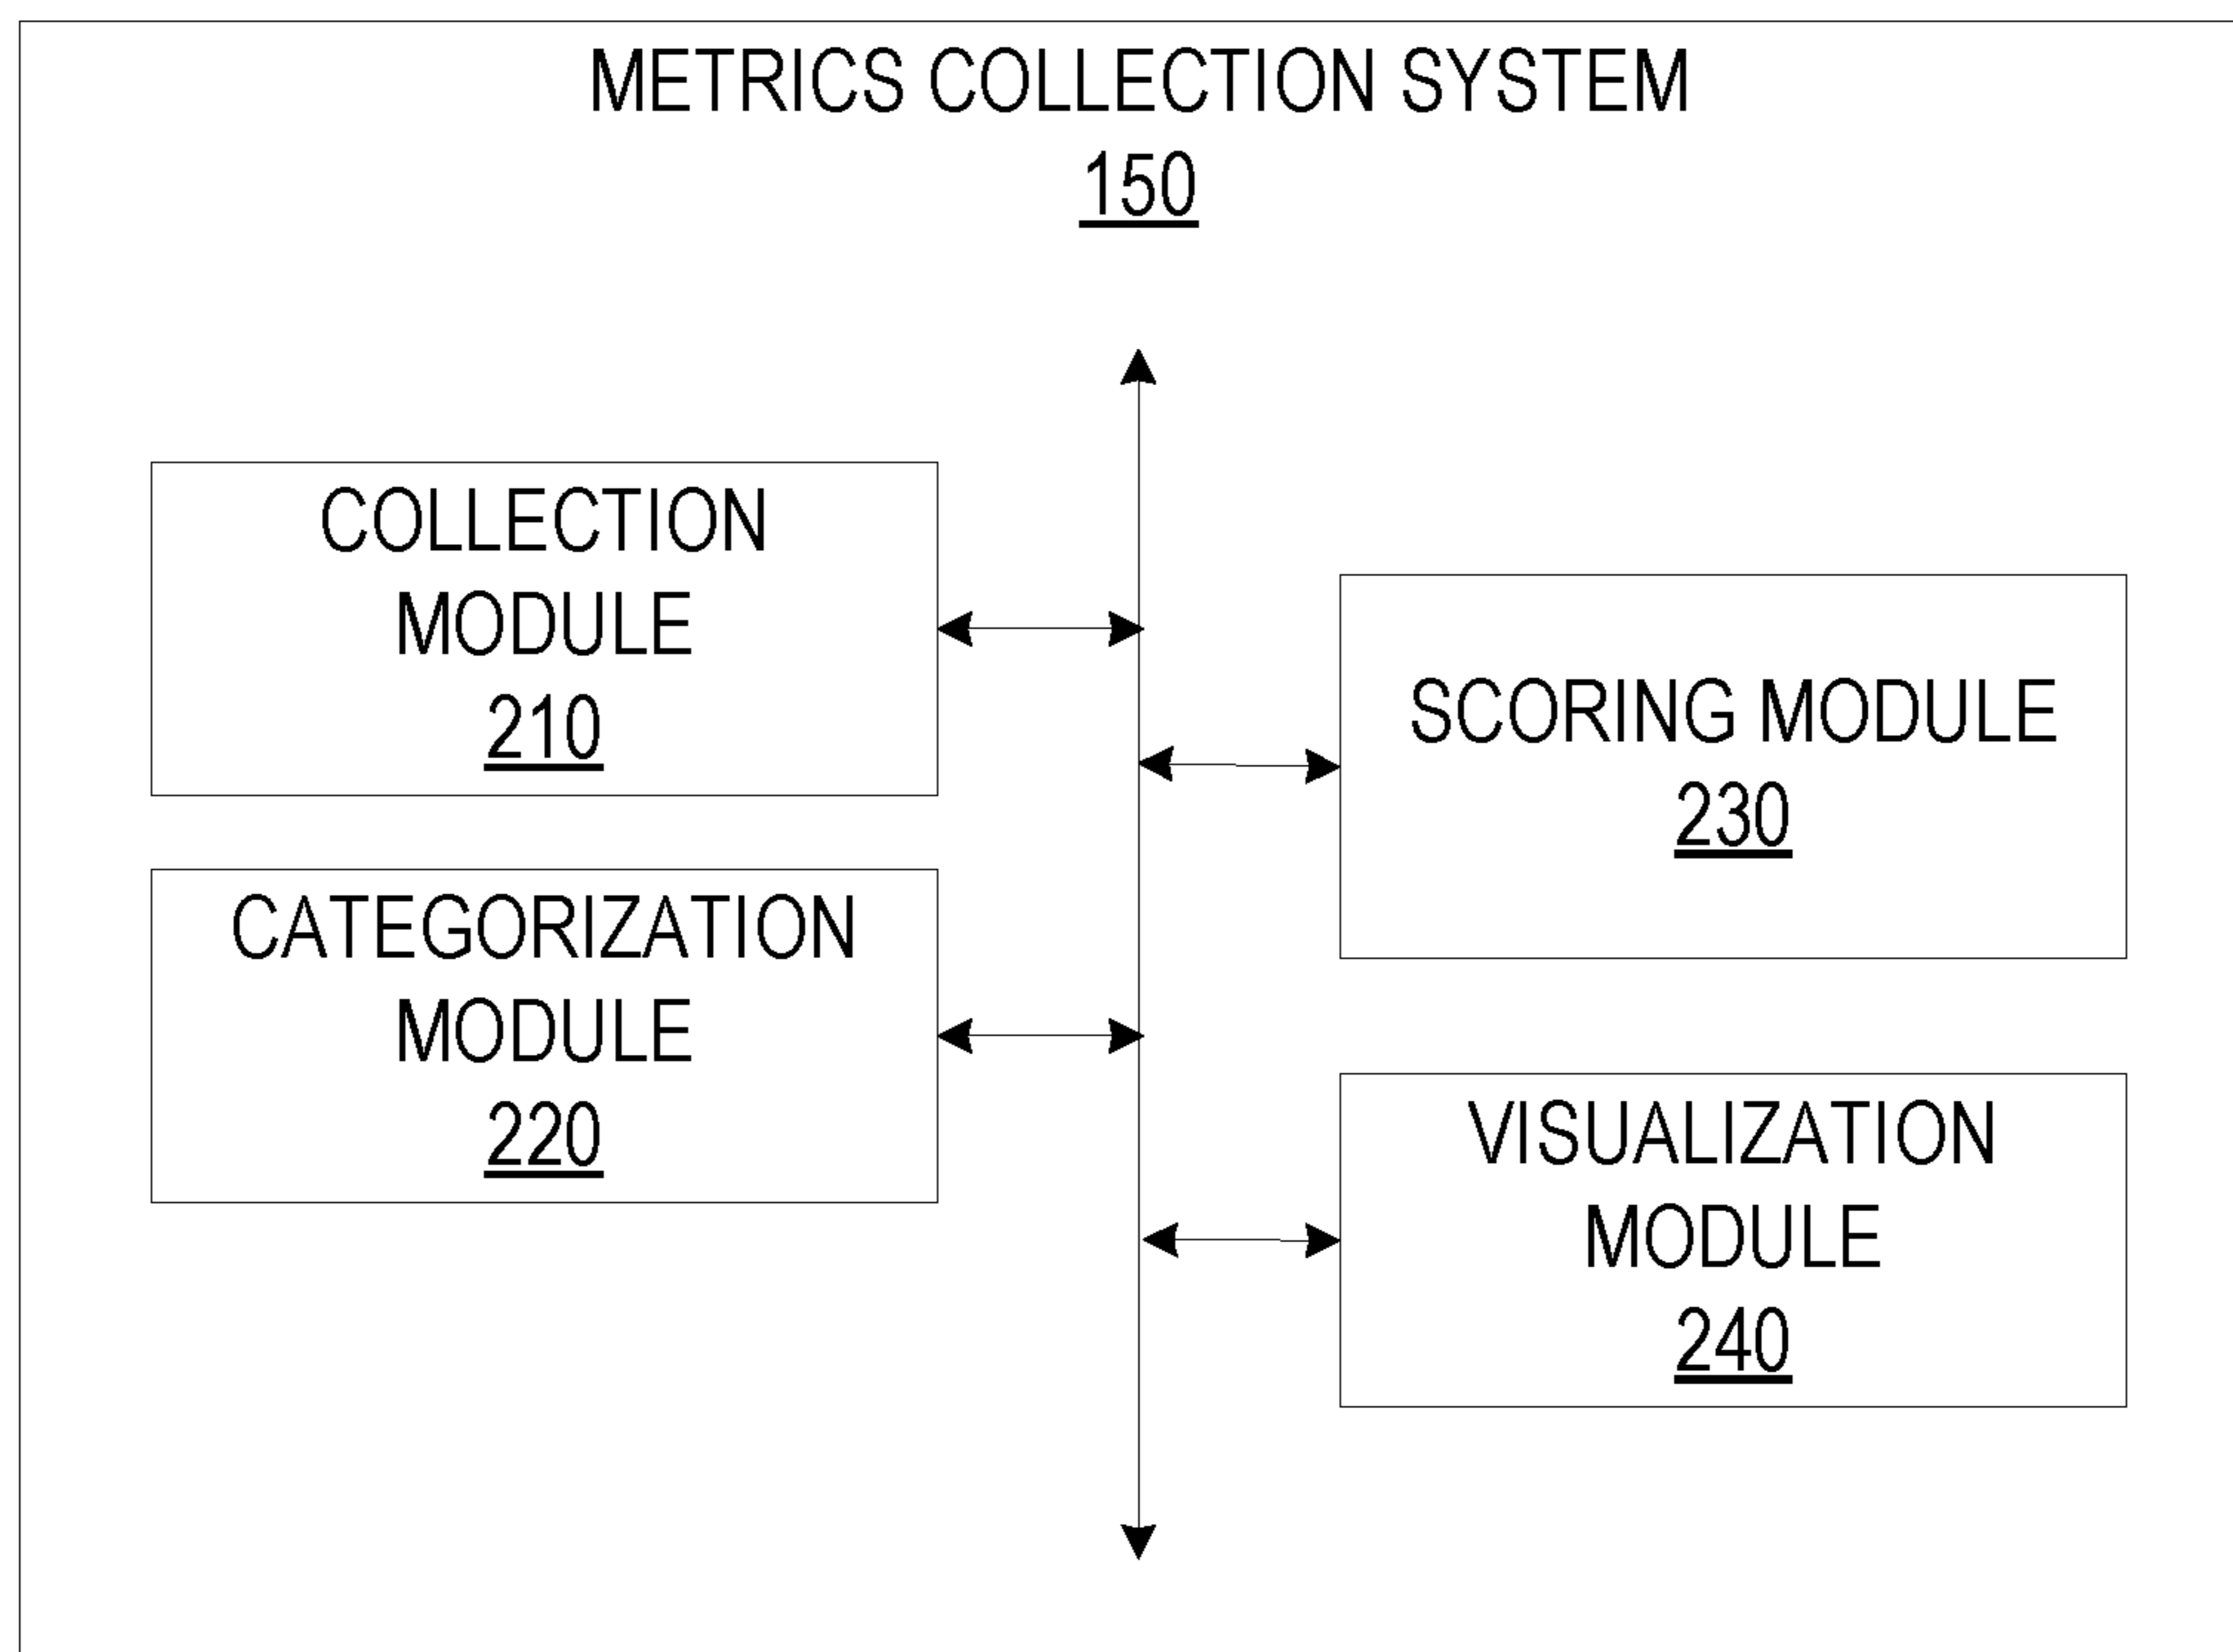 METRICS COLLECTION SYSTEM
150
COLLECTION
MODULE
210
CATEGORIZATION
MODULE
220
SCORING MODULE
230
VISUALIZATION
MODULE
240